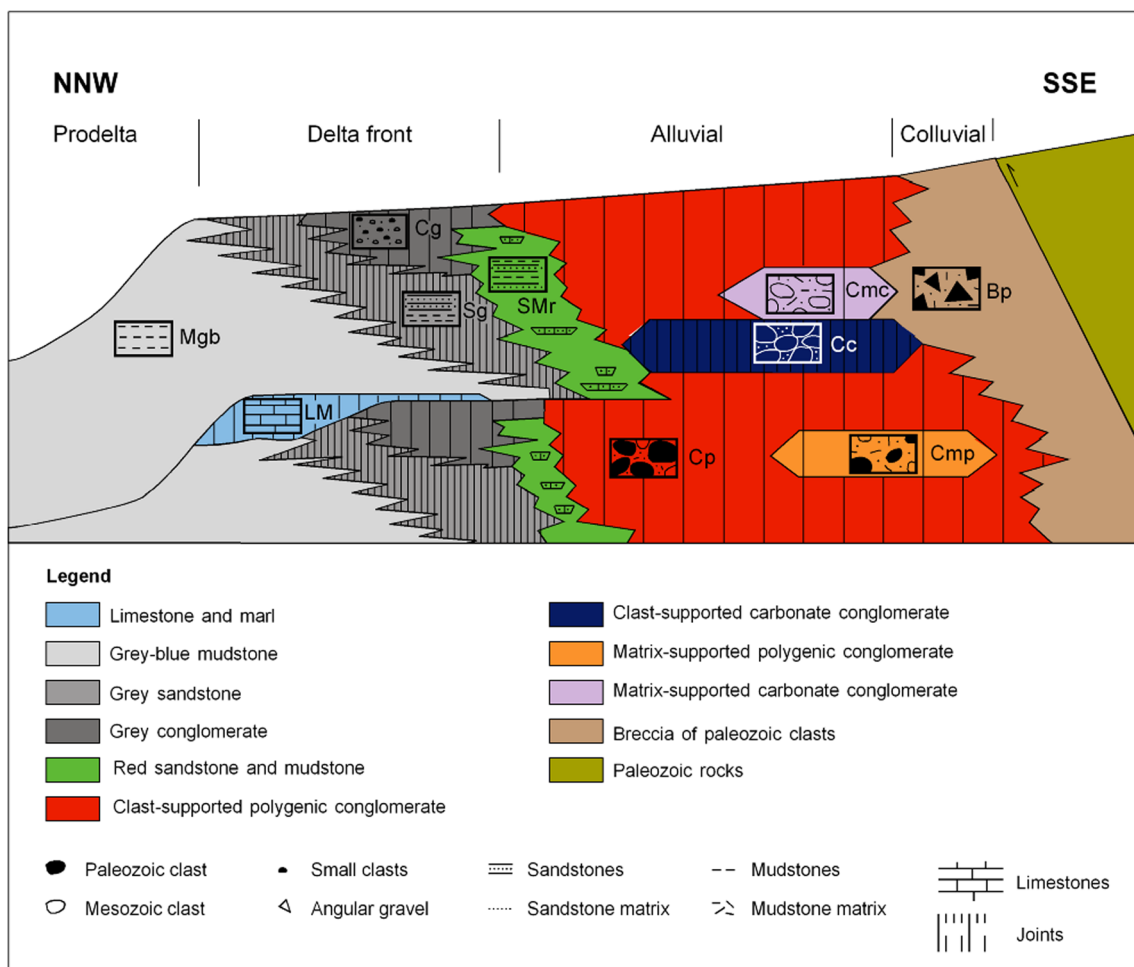 NNW
SSE
Prodelta
Delta front
Alluvial
Colluvial
Cg
Cmc
Bp
Sg
SMr
Mgb
Cc
LM
Cp
Cmp
Legend
Limestone and marl
Grey-blue mudstone
Grey sandstone
Grey conglomerate
Red sandstone and mudstone
Clast-supported polygenic conglomerate
Clast-supported carbonate conglomerate
Matrix-supported polygenic conglomerate
Matrix-supported carbonate conglomerate
Breccia of paleozoic clasts
Paleozoic rocks
Paleozoic clast
Small clasts
Sandstones
Mudstones
Limestones
Mesozoic clast
Angular gravel
Sandstone matrix
Mudstone matrix
Joints